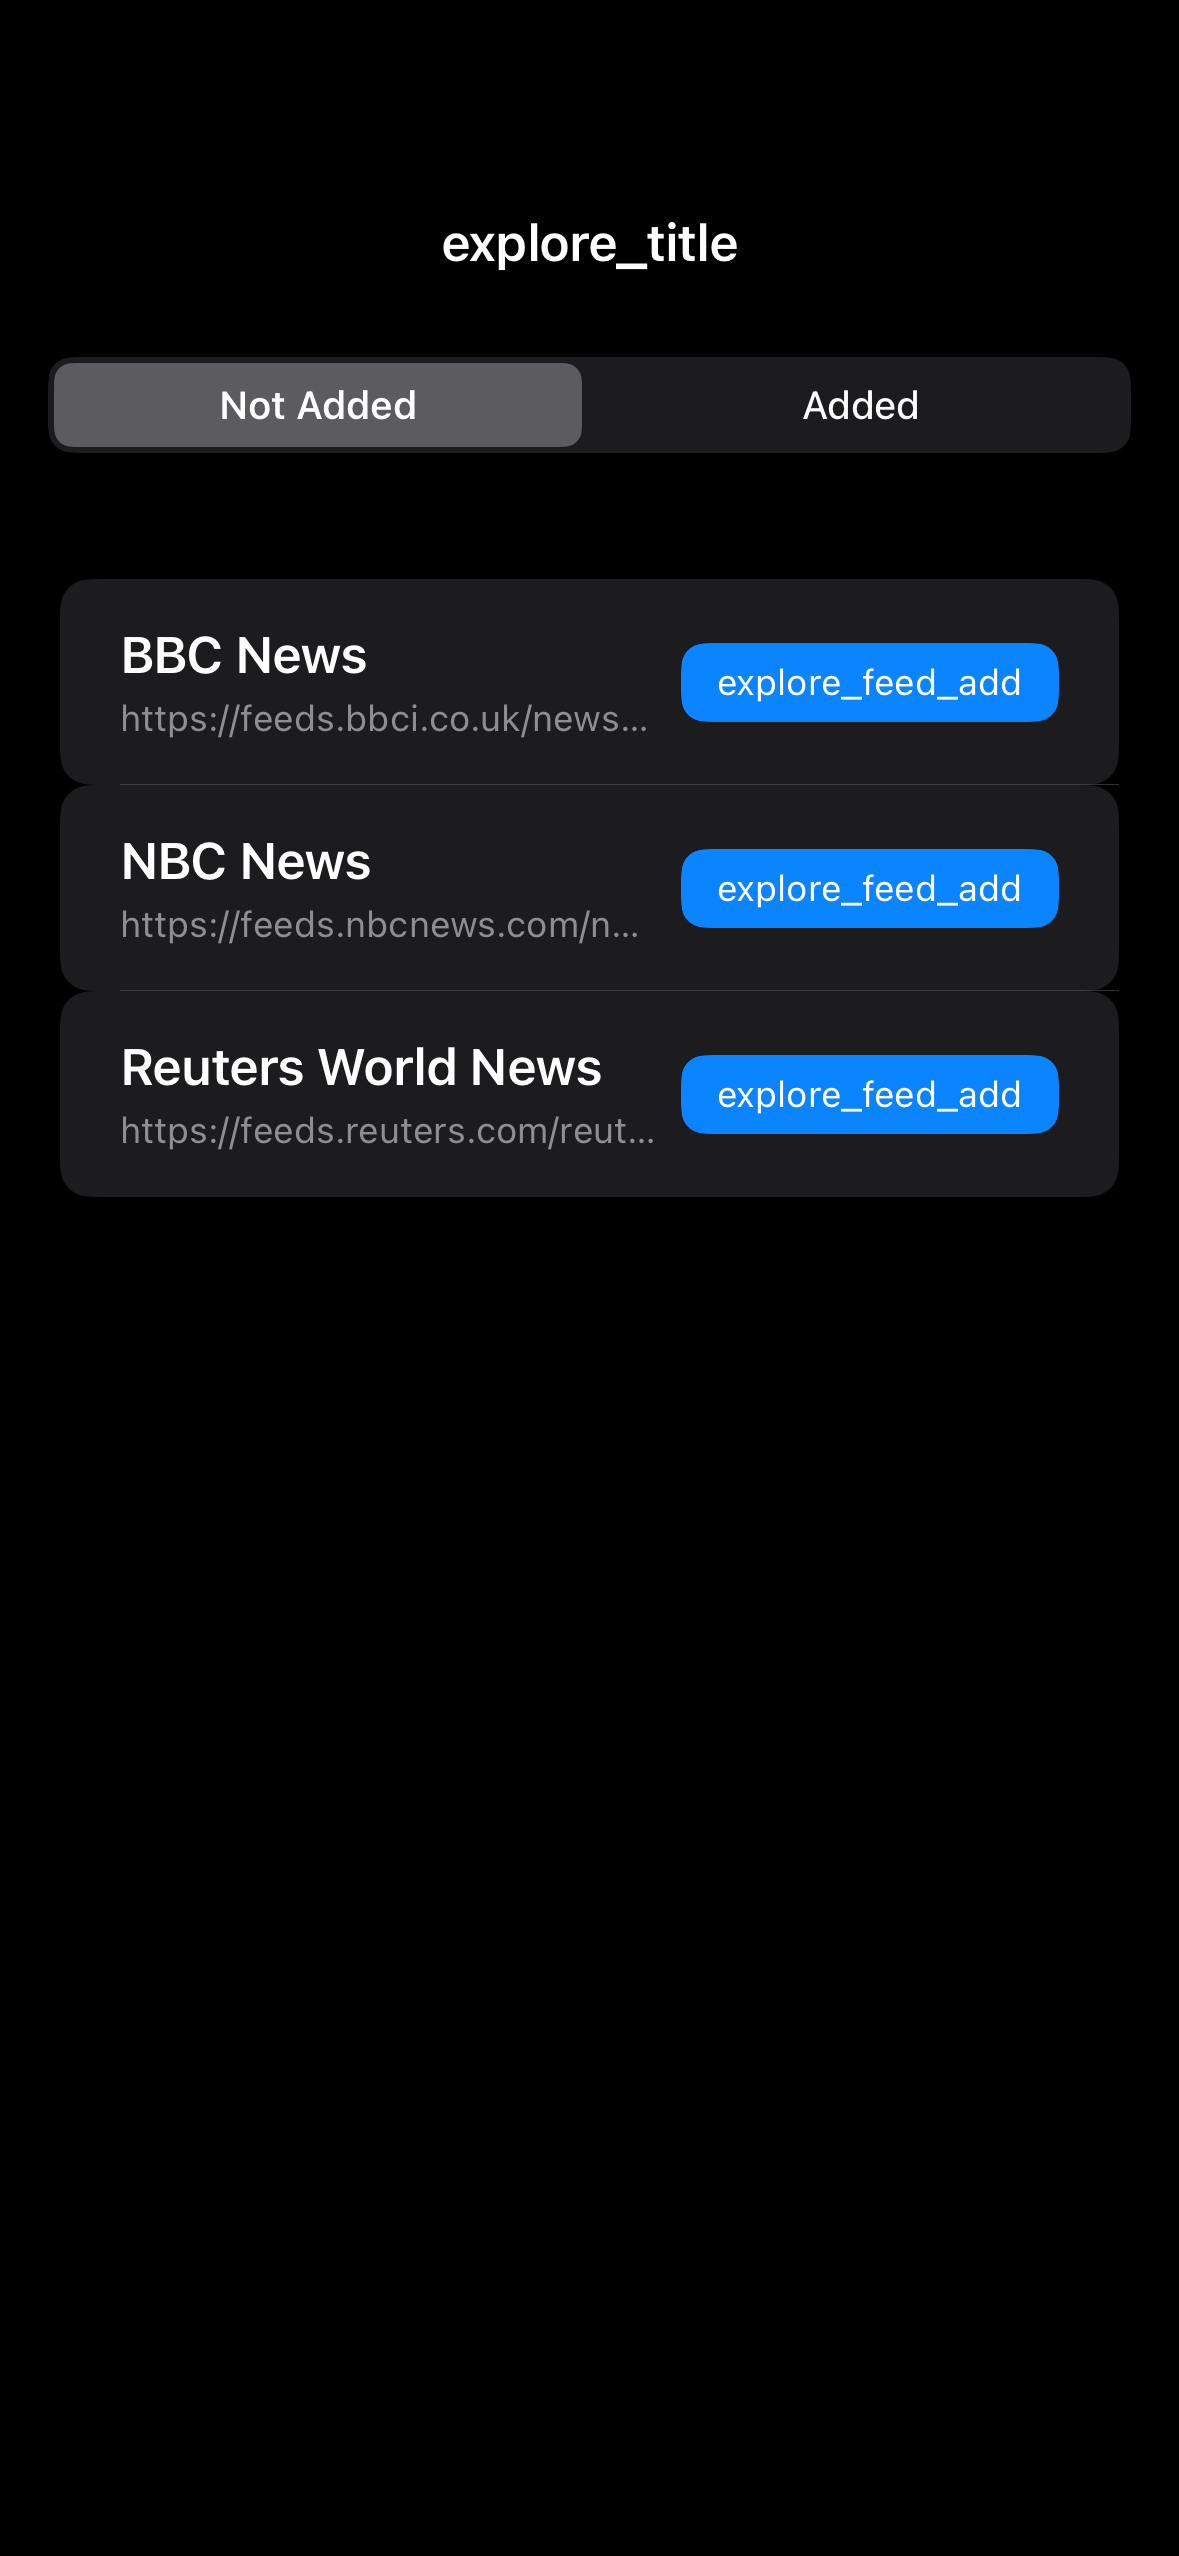 explore_title
Not Added
Added
BBC News
https://feeds.bbci.co.uk/news...
explore_feed_add
NBC News
https://feeds.nbcnews.com/n...
explore_feed_add
Reuters World News
https://feeds.reuters.com/reut...
explore_feed_add